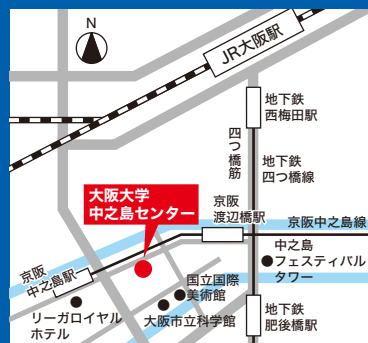 N
JR大阪駅
地下鉄
西梅田駅
四つ橋筋
地下鉄
四つ橋線
大阪大学
中之島センター
京阪
渡辺橋駅
京阪中之島線
京阪
中之島駅
中之島
フェスティバル
タワー
国立国際
美術館
リーガロイヤル
ホテル
大阪市立科学館
地下鉄
肥後橋駅